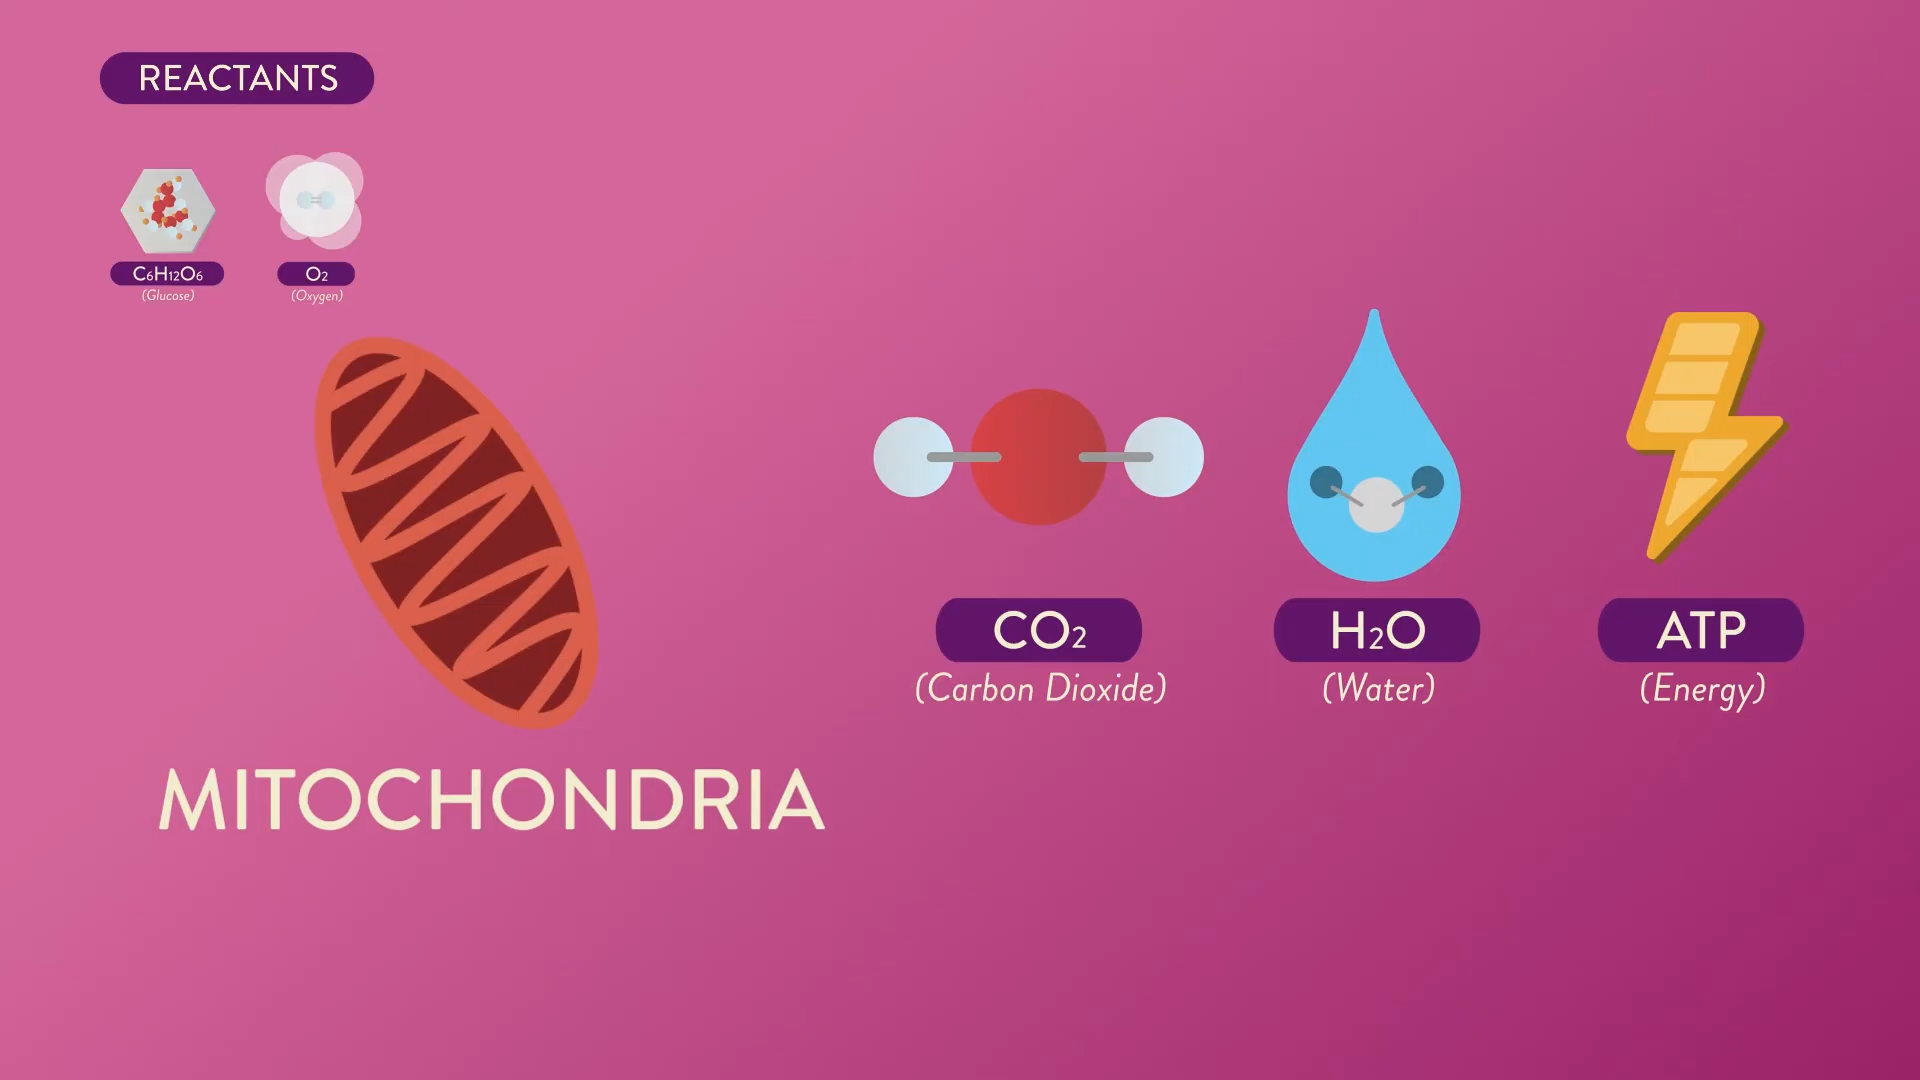 REACTANTS
C₆H₁₂O₆
(Glucose)
O₂
(Oxygen)
MITOCHONDRIA
CO₂
(Carbon Dioxide)
H₂O
(Water)
ATP
(Energy)